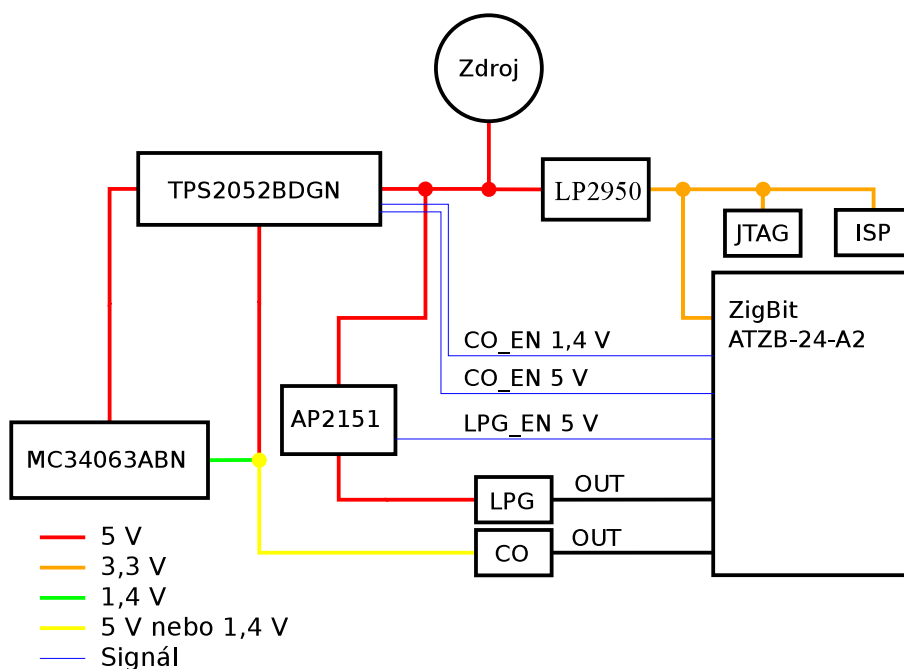 Zdroj
TPS2052BDGN
LP2950
JTAG
ISP
ZigBit
ATZB-24-A2
CO_EN 1,4 V
CO_EN 5 V
AP2151
LPG_EN 5 V
MC34063ABN
LPG
OUT
CO
OUT
5 V
3,3 V
1,4 V
5 V nebo 1,4 V
Signál